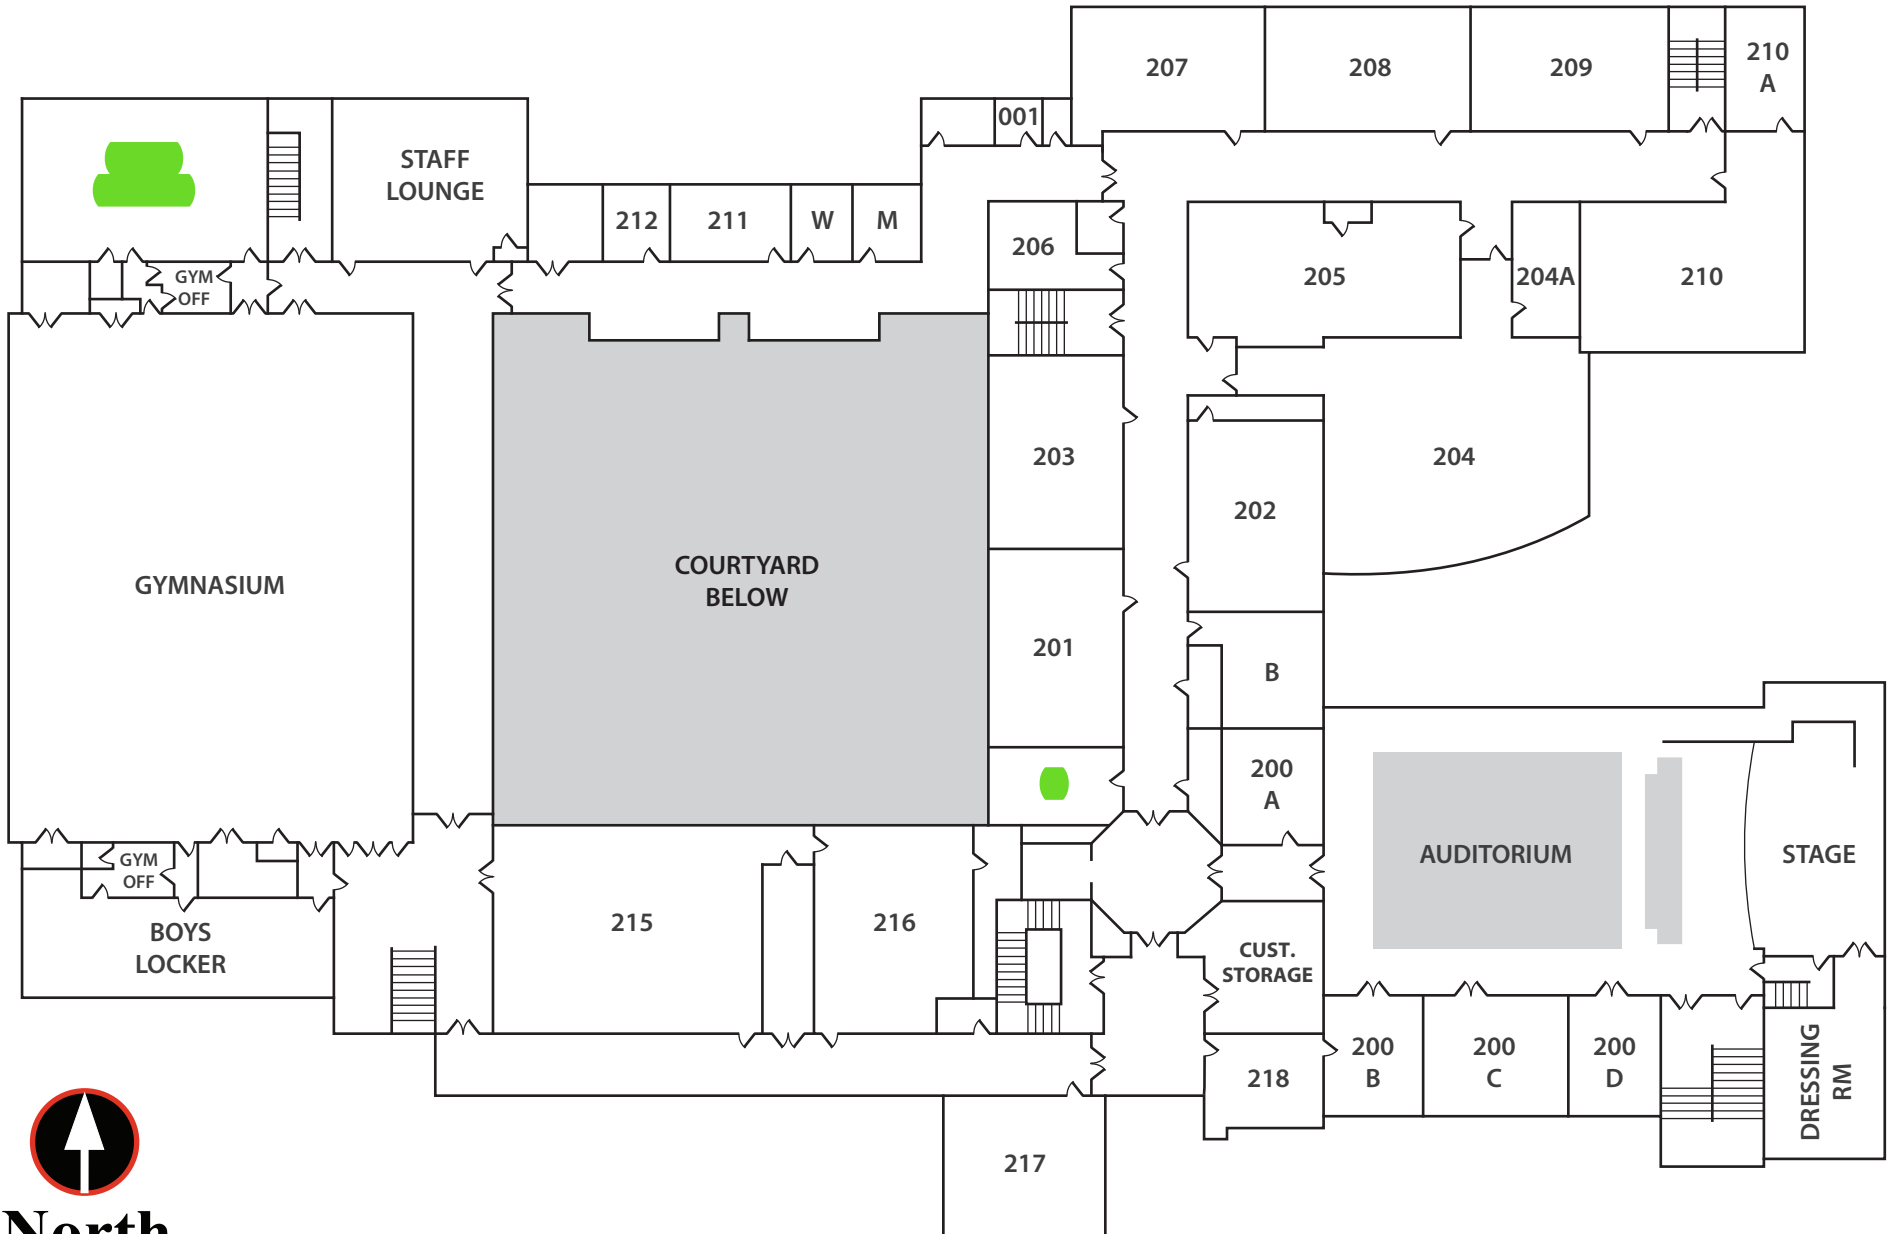 207
208
209
210
A
001
STAFF
LOUNGE
212
211
W
M
206
205
204A
210
GYM
OFF
203
204
202
COURTYARD
BELOW
GYMNASIUM
201
B
200
A
AUDITORIUM
STAGE
GYM
OFF
BOYS
LOCKER
215
216
CUST.
STORAGE
218
200
B
200
C
200
D
DRESSING
RM
217
North